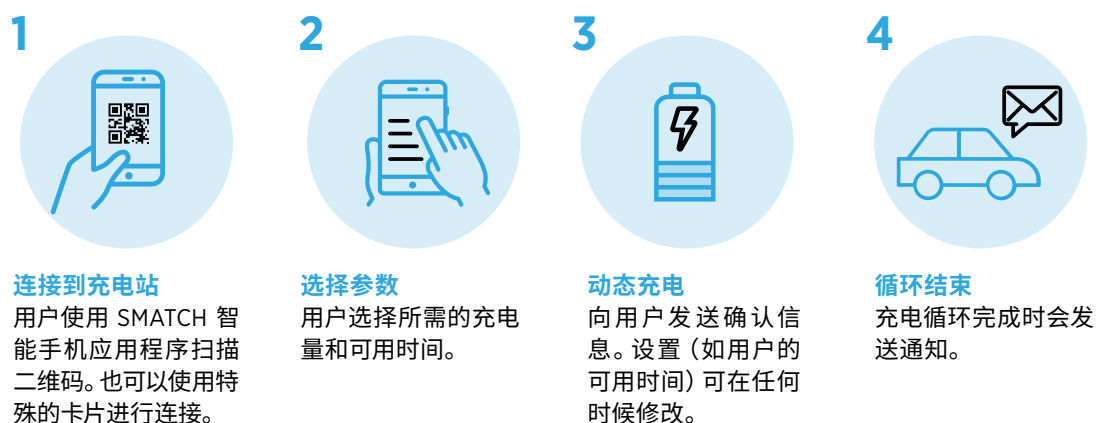 1
连接到充电站
用户使用 SMATCH 智
能手机应用程序扫描
二维码。也可以使用特
殊的卡片进行连接。
2
选择参数
用户选择所需的充电
量和可用时间。
3
动态充电
向用户发送确认信
息。设置（如用户的
可用时间）可在任何
时候修改。
4
循环结束
充电循环完成时会发
送通知。